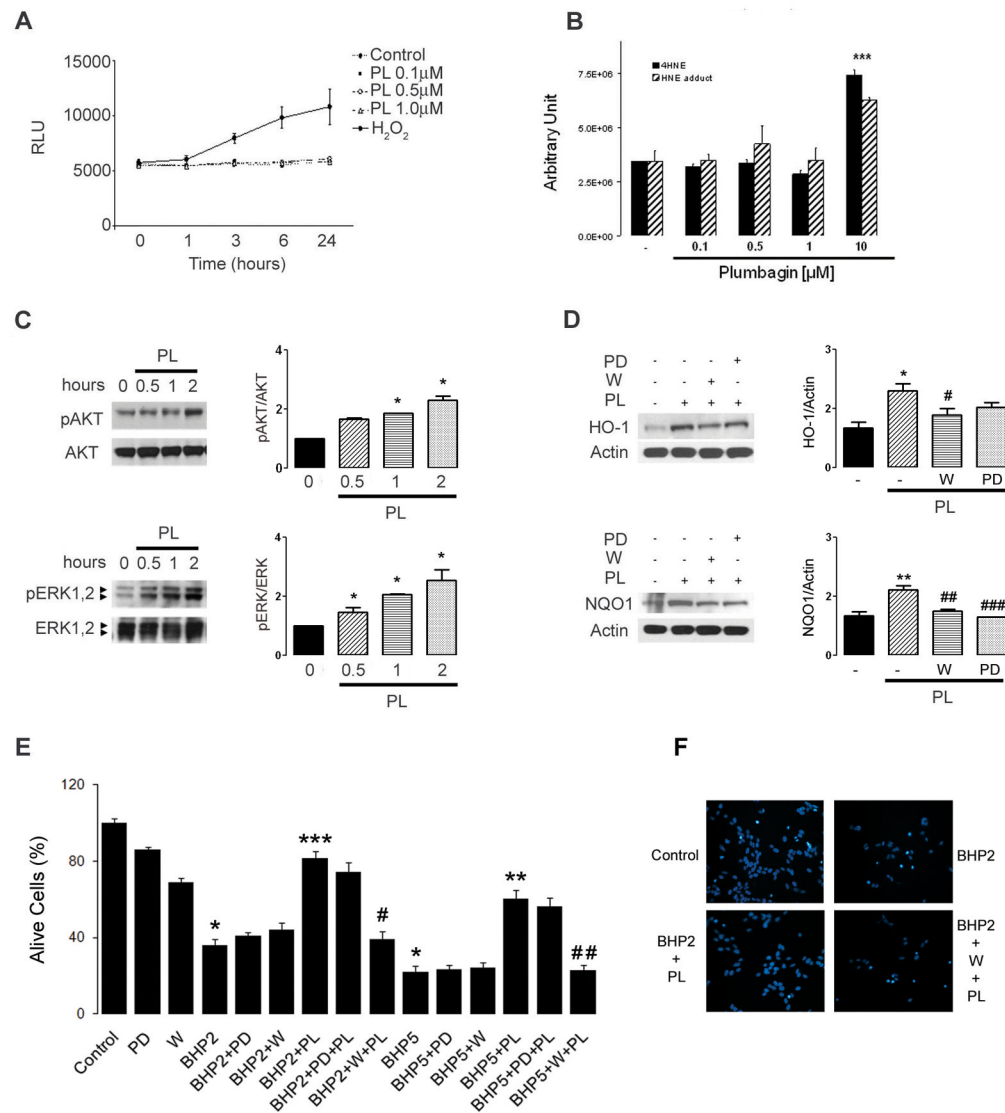 A
15000
10000
5000
0
RLU
0 1 3 6 24
Time (hours)
Control
PL 0.1µM
PL 0.5µM
PL 1.0µM
H₂O₂
B
4HNE
HNE adduct
***
7.5E+06
5.0E+06
2.5E+06
0.0E+00
Arbitrary Unit
- 0.1 0.5 1 10
Plumbagin [µM]
C
PL
hours 0 0.5 1 2
pAKT
AKT
pAKT/AKT
4
2
0
* *
0 0.5 1 2
PL
PL
hours 0 0.5 1 2
pERK1,2
ERK1,2
pERK/ERK
4
2
0
* * *
0 0.5 1 2
PL
D
PD - - - +
W - - + -
PL - + + +
HO-1
Actin
HO-1/Actin
3
2
1
0
* #
- - W PD
PL
PD - - - +
W - - + -
PL - + + +
NQO1
Actin
NQO1/Actin
3
2
1
0
** ## ###
- - W PD
PL
E
120
80
40
0
Alive Cells (%)
* *** # * ** ##
Control
PD
W
BHP2
BHP2+PD
BHP2+W
BHP2+PL
BHP2+PD+PL
BHP2+W+PL
BHP5
BHP5+PD
BHP5+W
BHP5+PL
BHP5+PD+PL
BHP5+W+PL
F
Control
BHP2
BHP2
+
PL
BHP2
+
W
+
PL